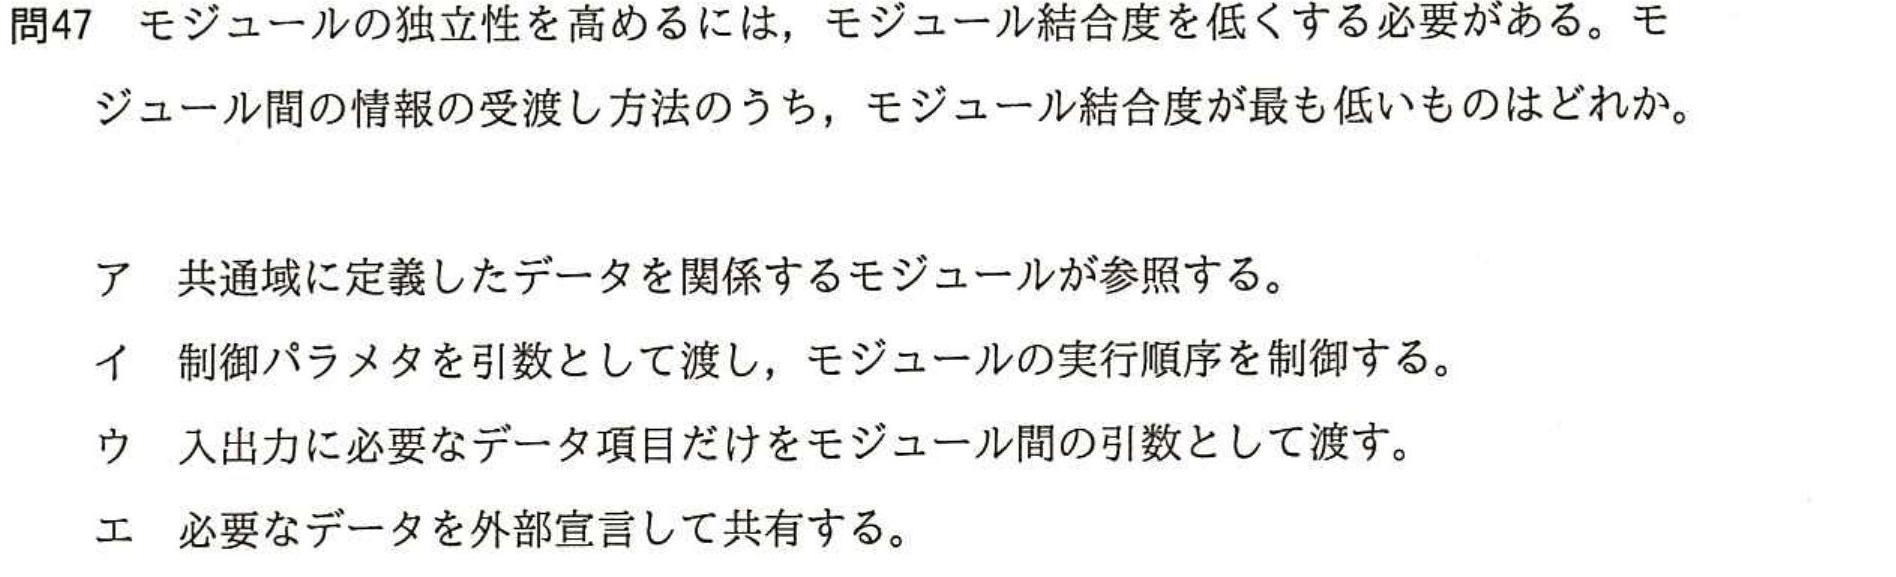 問47 モジュールの独立性を高めるには，モジュール結合度を低くする必要がある。モ
ジュール間の情報の受渡し方法のうち，モジュール結合度が最も低いものはどれか。
ア 共通域に定義したデータを関係するモジュールが参照する。
イ 制御パラメタを引数として渡し，モジュールの実行順序を制御する。
ウ 入出力に必要なデータ項目だけをモジュール間の引数として渡す。
エ 必要なデータを外部宣言して共有する。